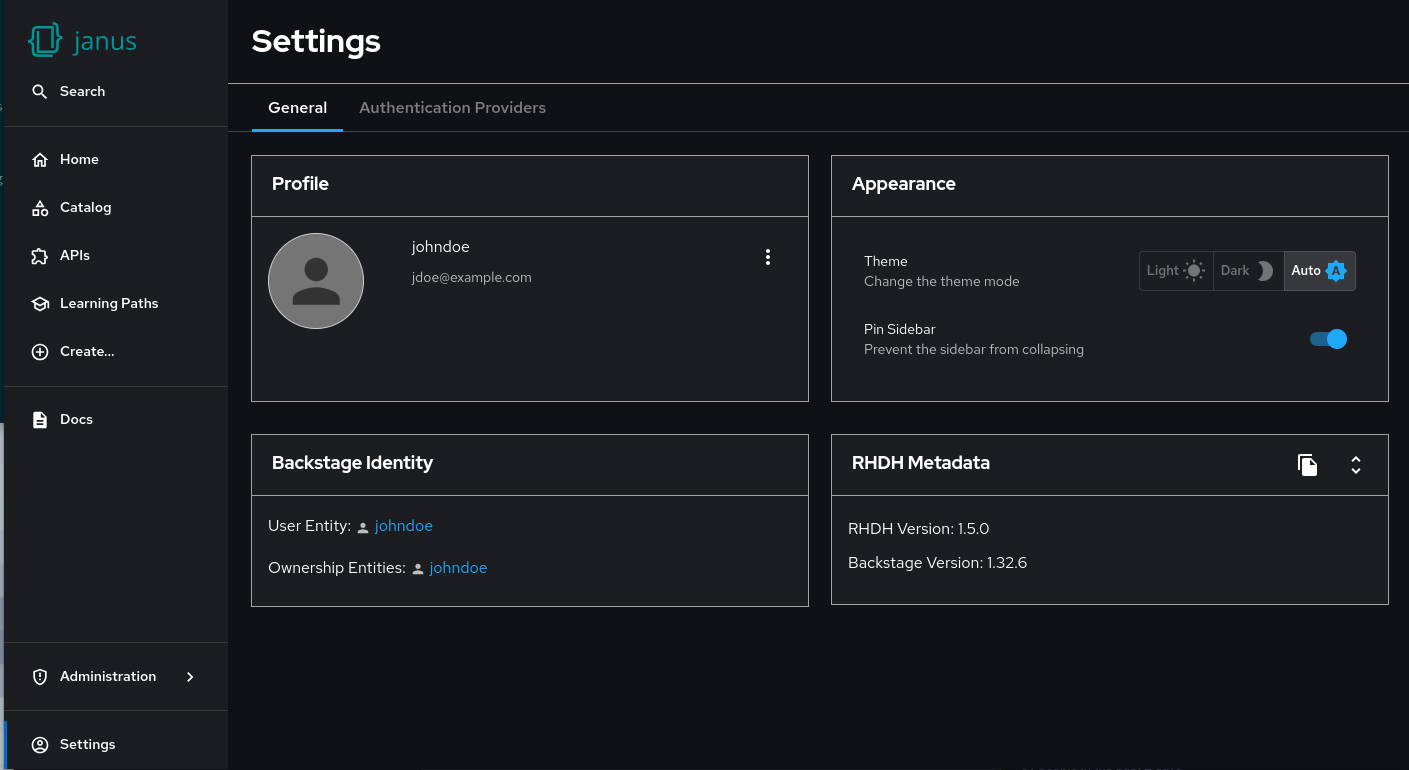 janus
Search
Home
Catalog
APIs
Learning Paths
Create...
Docs
Administration
Settings
Settings
General
Authentication Providers
Profile
johndoe
jdoe@example.com
Appearance
Theme
Change the theme mode
Light
Dark
Auto A
Pin Sidebar
Prevent the sidebar from collapsing
Backstage Identity
User Entity: johndoe
Ownership Entities: johndoe
RHDH Metadata
RHDH Version: 1.5.0
Backstage Version: 1.32.6